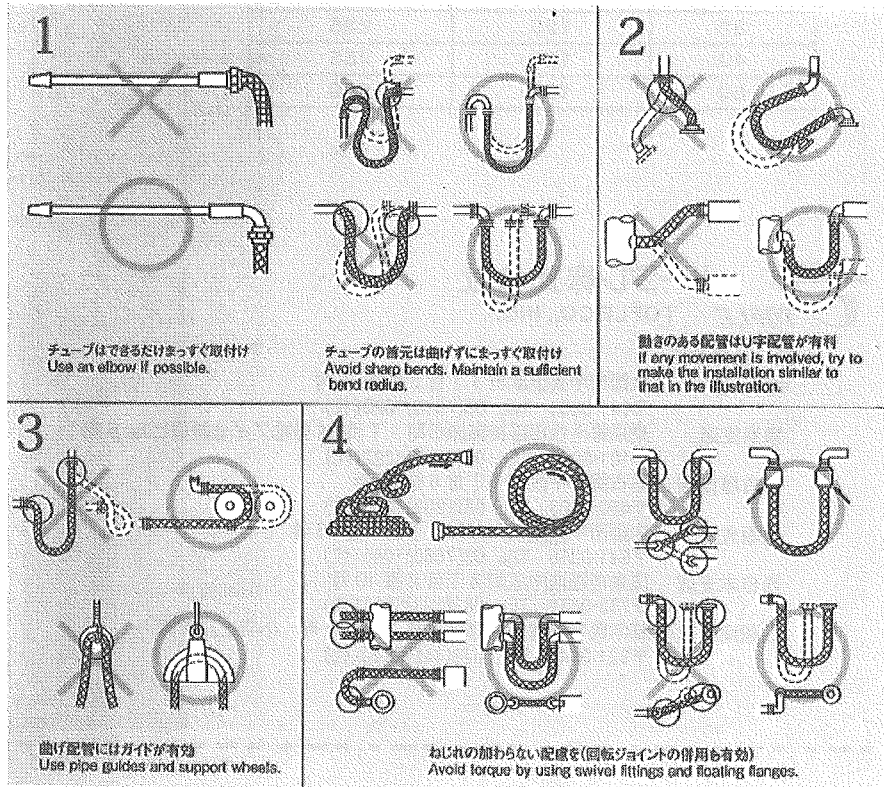 1
チューブはできるだけまっすぐ取付け
Use an elbow if possible.
チューブの首元は曲げずにまっすぐ取付け
Avoid sharp bends. Maintain a sufficient
bend radius.
2
動きのある配管はU字配管が有利
If any movement is involved, try to
make the installation similar to
that in the illustration.
3
曲げ配管にはガイドが有効
Use pipe guides and support wheels.
4
ねじれの加わらない配慮を(回転ジョイントの併用も有効)
Avoid torque by using swivel fittings and floating flanges.